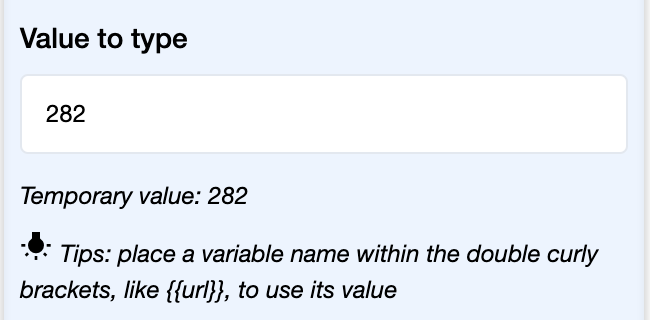 Value to type
282
Temporary value: 282
Tips: place a variable name within the double curly
brackets, like {{url}}, to use its value